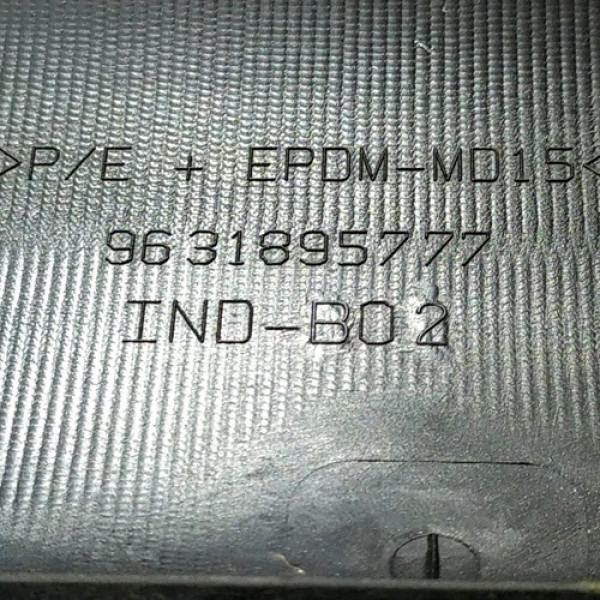 >P/E + EPDM-MD15<
9631895777
IND-B02